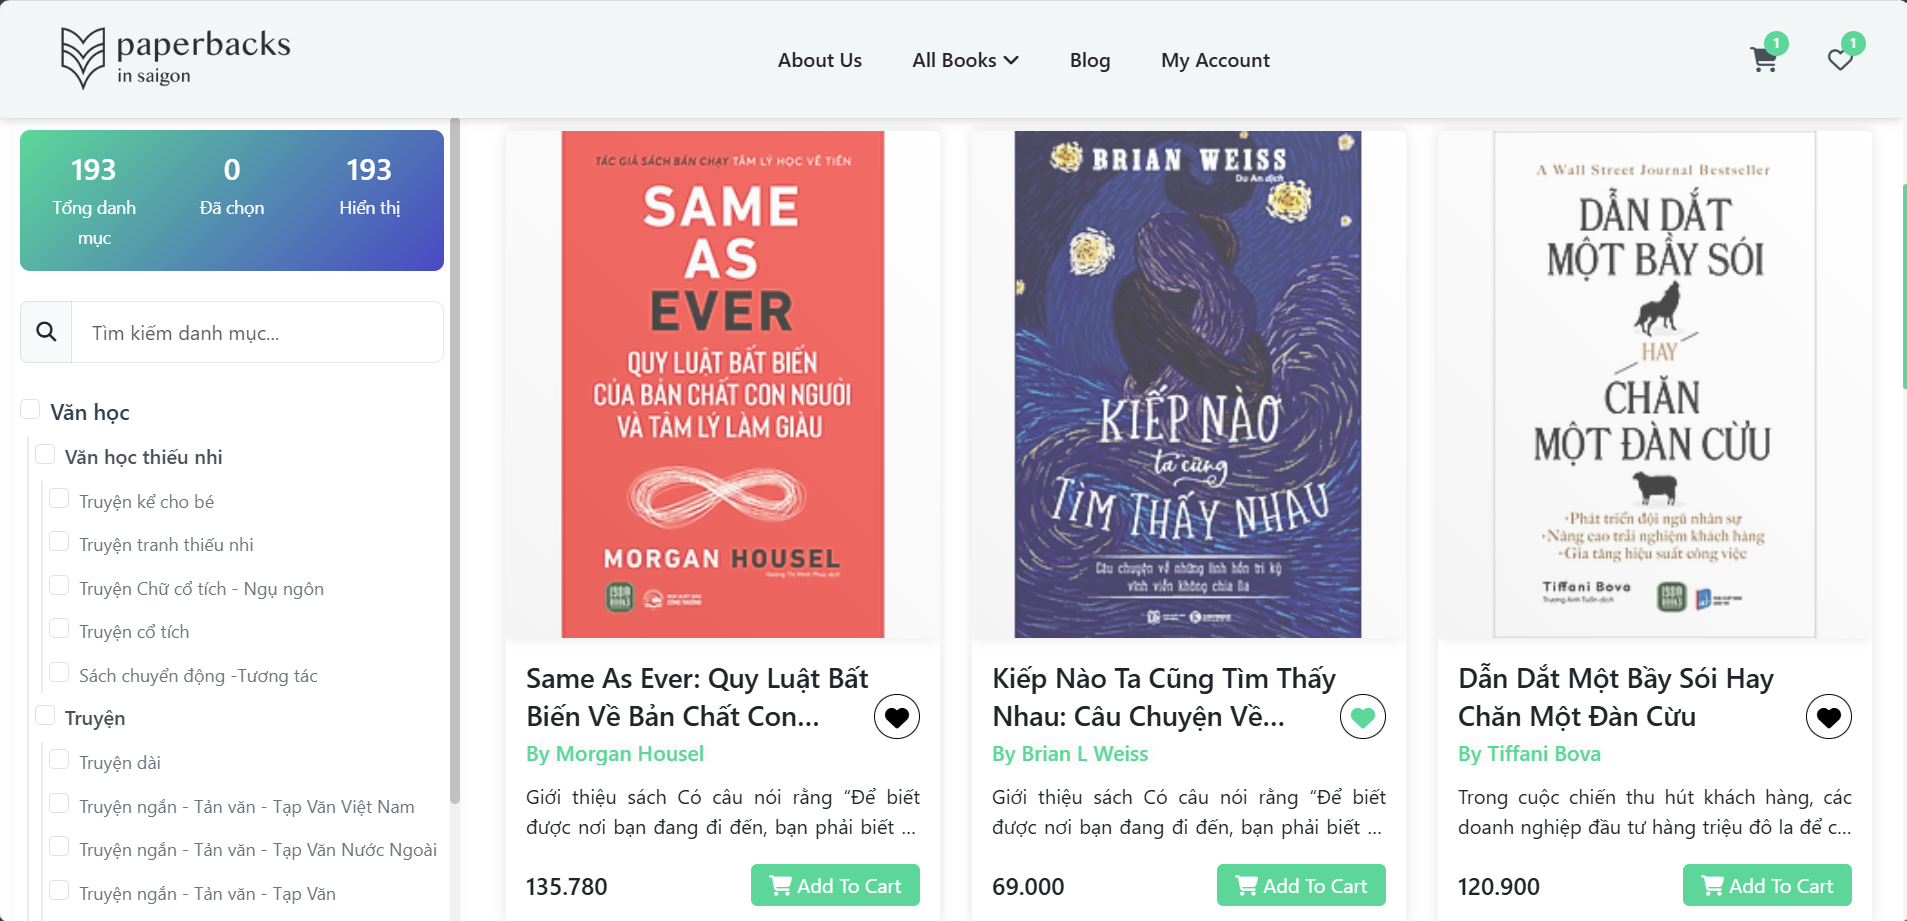 paperbacks
in saigon
About Us
All Books
Blog
My Account
1
1
193
0
193
Tổng danh mục
Đã chọn
Hiển thị
Tìm kiếm danh mục...
Văn học
Văn học thiếu nhi
Truyện kể cho bé
Truyện tranh thiếu nhi
Truyện Chữ cổ tích - Ngụ ngôn
Truyện cổ tích
Sách chuyển động -Tương tác
Truyện
Truyện dài
Truyện ngắn - Tản văn - Tạp Văn Việt Nam
Truyện ngắn - Tản văn - Tạp Văn Nước Ngoài
Truyện ngắn - Tản văn - Tạp Văn
TÁC GIẢ SÁCH BÁN CHẠY TÂM LÝ HỌC VỀ TIỀN
SAME
AS
EVER
QUY LUẬT BẤT BIẾN
CỦA BẢN CHẤT CON NGƯỜI
VÀ TÂM LÝ LÀM GIÀU
MORGAN HOUSEL
Hoàng Thị Minh Phúc dịch
Same As Ever: Quy Luật Bất
Biến Về Bản Chất Con...
By Morgan Housel
Giới thiệu sách Có câu nói rằng “Để biết
được nơi bạn đang đi đến, bạn phải biết ...
135.780
Add To Cart
BRIAN WEISS
Du An dịch
KIẾP NÀO
ta cũng
TÌM THẤY NHAU
Câu chuyện về những linh hồn tri kỷ
vĩnh viễn không chia lìa
Kiếp Nào Ta Cũng Tìm Thấy
Nhau: Câu Chuyện Về...
By Brian L Weiss
Giới thiệu sách Có câu nói rằng “Để biết
được nơi bạn đang đi đến, bạn phải biết ...
69.000
Add To Cart
A Wall Street Journal Bestseller
DẪN DẮT
MỘT BẦY SÓI
HAY
CHĂN
MỘT ĐÀN CỪU
•Phát triển đội ngũ nhân sự
•Nâng cao trải nghiệm khách hàng
•Gia tăng hiệu suất công việc
Tiffani Bova
Trương Anh Tuấn dịch
Dẫn Dắt Một Bầy Sói Hay
Chăn Một Đàn Cừu
By Tiffani Bova
Trong cuộc chiến thu hút khách hàng, các
doanh nghiệp đầu tư hàng triệu đô la để c...
120.900
Add To Cart